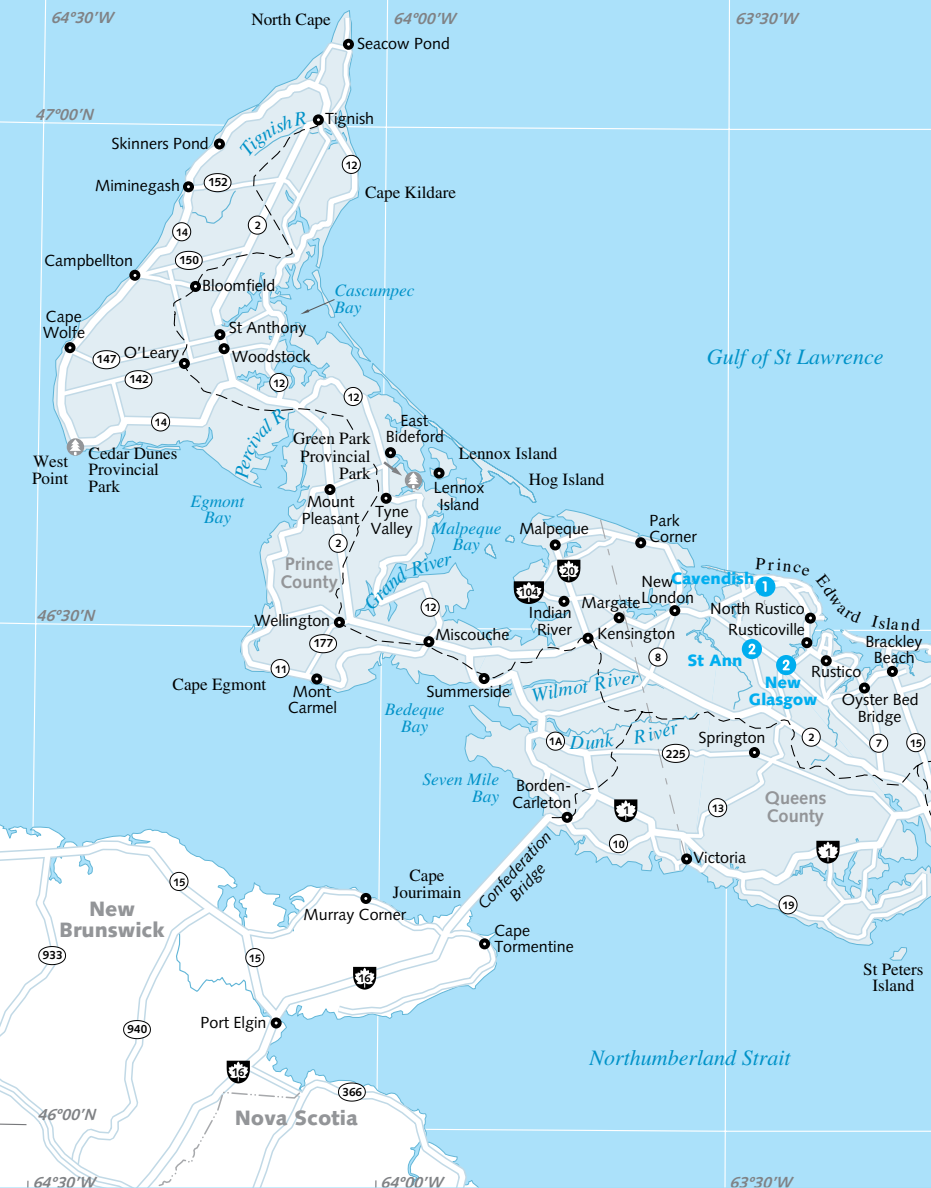 64°30'W
64°00'W
63°30'W
North Cape
Seacow Pond
47°00'N
Tignish R
Tignish
Skinners Pond
12
Miminegash
152
Cape Kildare
2
14
150
Campbellton
Bloomfield
Cascumpec
Bay
Cape
Wolfe
St Anthony
Woodstock
147
O'Leary
142
Gulf of St Lawrence
12
12
14
Percival R
East
Bideford
Green Park
Provincial
Park
West
Point
Cedar Dunes
Provincial
Park
Lennox Island
Lennox
Island
Hog Island
Egmont
Bay
Mount
Pleasant
Tyne
Valley
Malpeque
Bay
Malpeque
Park
Corner
2
Prince
County
Grand River
20
104
New
London
Cavendish
1
Prince Edward Island
12
Indian
River
Margate
North Rustico
46°30'N
Wellington
177
Miscouche
Kensington
Rusticoville
Brackley
Beach
8
St Ann
2
2
New
Glasgow
Rustico
11
Cape Egmont
Mont
Carmel
Summerside
Wilmot River
Oyster Bed
Bridge
Bedeque
Bay
1A
Dunk River
225
Springton
2
7
15
Seven Mile
Bay
Borden-
Carleton
1
13
Queens
County
10
Victoria
1
Confederation
Bridge
15
Cape
Jourimain
Murray Corner
19
New
Brunswick
933
15
Cape
Tormentine
16
St Peters
Island
Port Elgin
940
16
366
Northumberland Strait
46°00'N
Nova Scotia
64°30'W
64°00'W
63°30'W